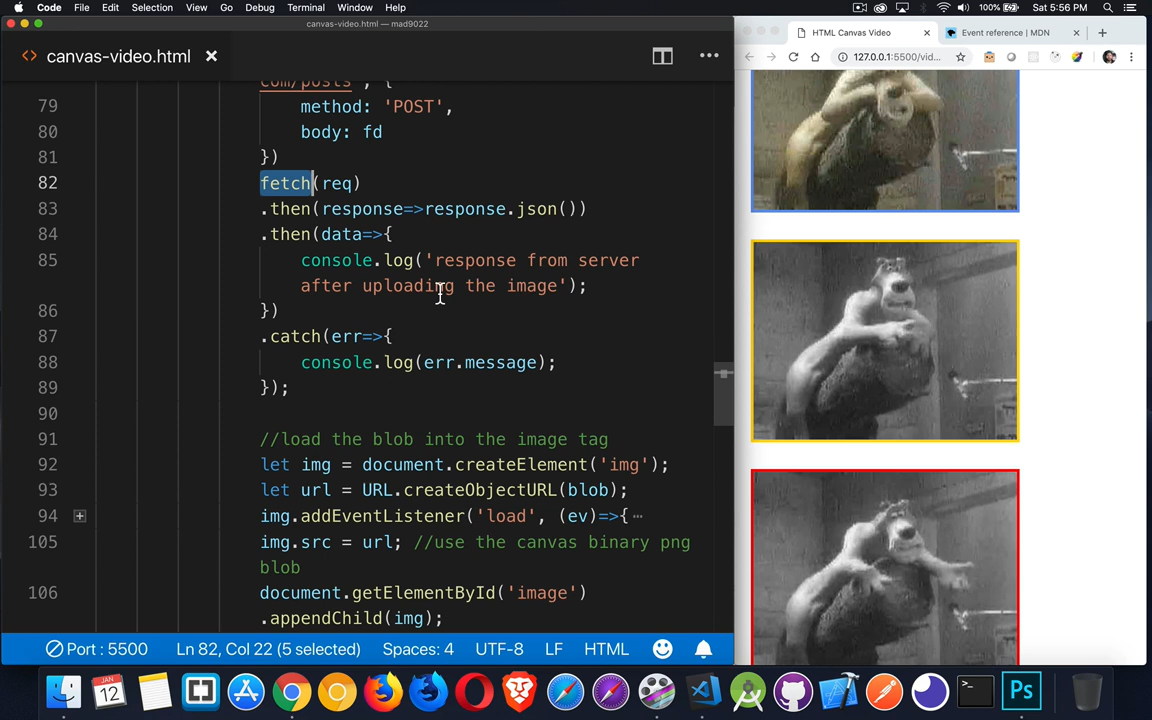 Code File Edit Selection View Go Debug Terminal Window Help 100% Sat 5:56 PM
canvas-video.html — mad9022
canvas-video.html
HTML Canvas Video
Event reference | MDN
127.0.0.1:5500/vid...
com/posts', {
79 method: 'POST',
80 body: fd
81 })
82 fetch(req)
83 .then(response=>response.json())
84 .then(data=>{
85 console.log('response from server
after uploading the image');
86 })
87 .catch(err=>{
88 console.log(err.message);
89 });
90
91 //load the blob into the image tag
92 let img = document.createElement('img');
93 let url = URL.createObjectURL(blob);
94 img.addEventListener('load', (ev)=>{…
105 img.src = url; //use the canvas binary png
blob
106 document.getElementById('image')
.appendChild(img);
Port : 5500 Ln 82, Col 22 (5 selected) Spaces: 4 UTF-8 LF HTML
JAN
12
Ps